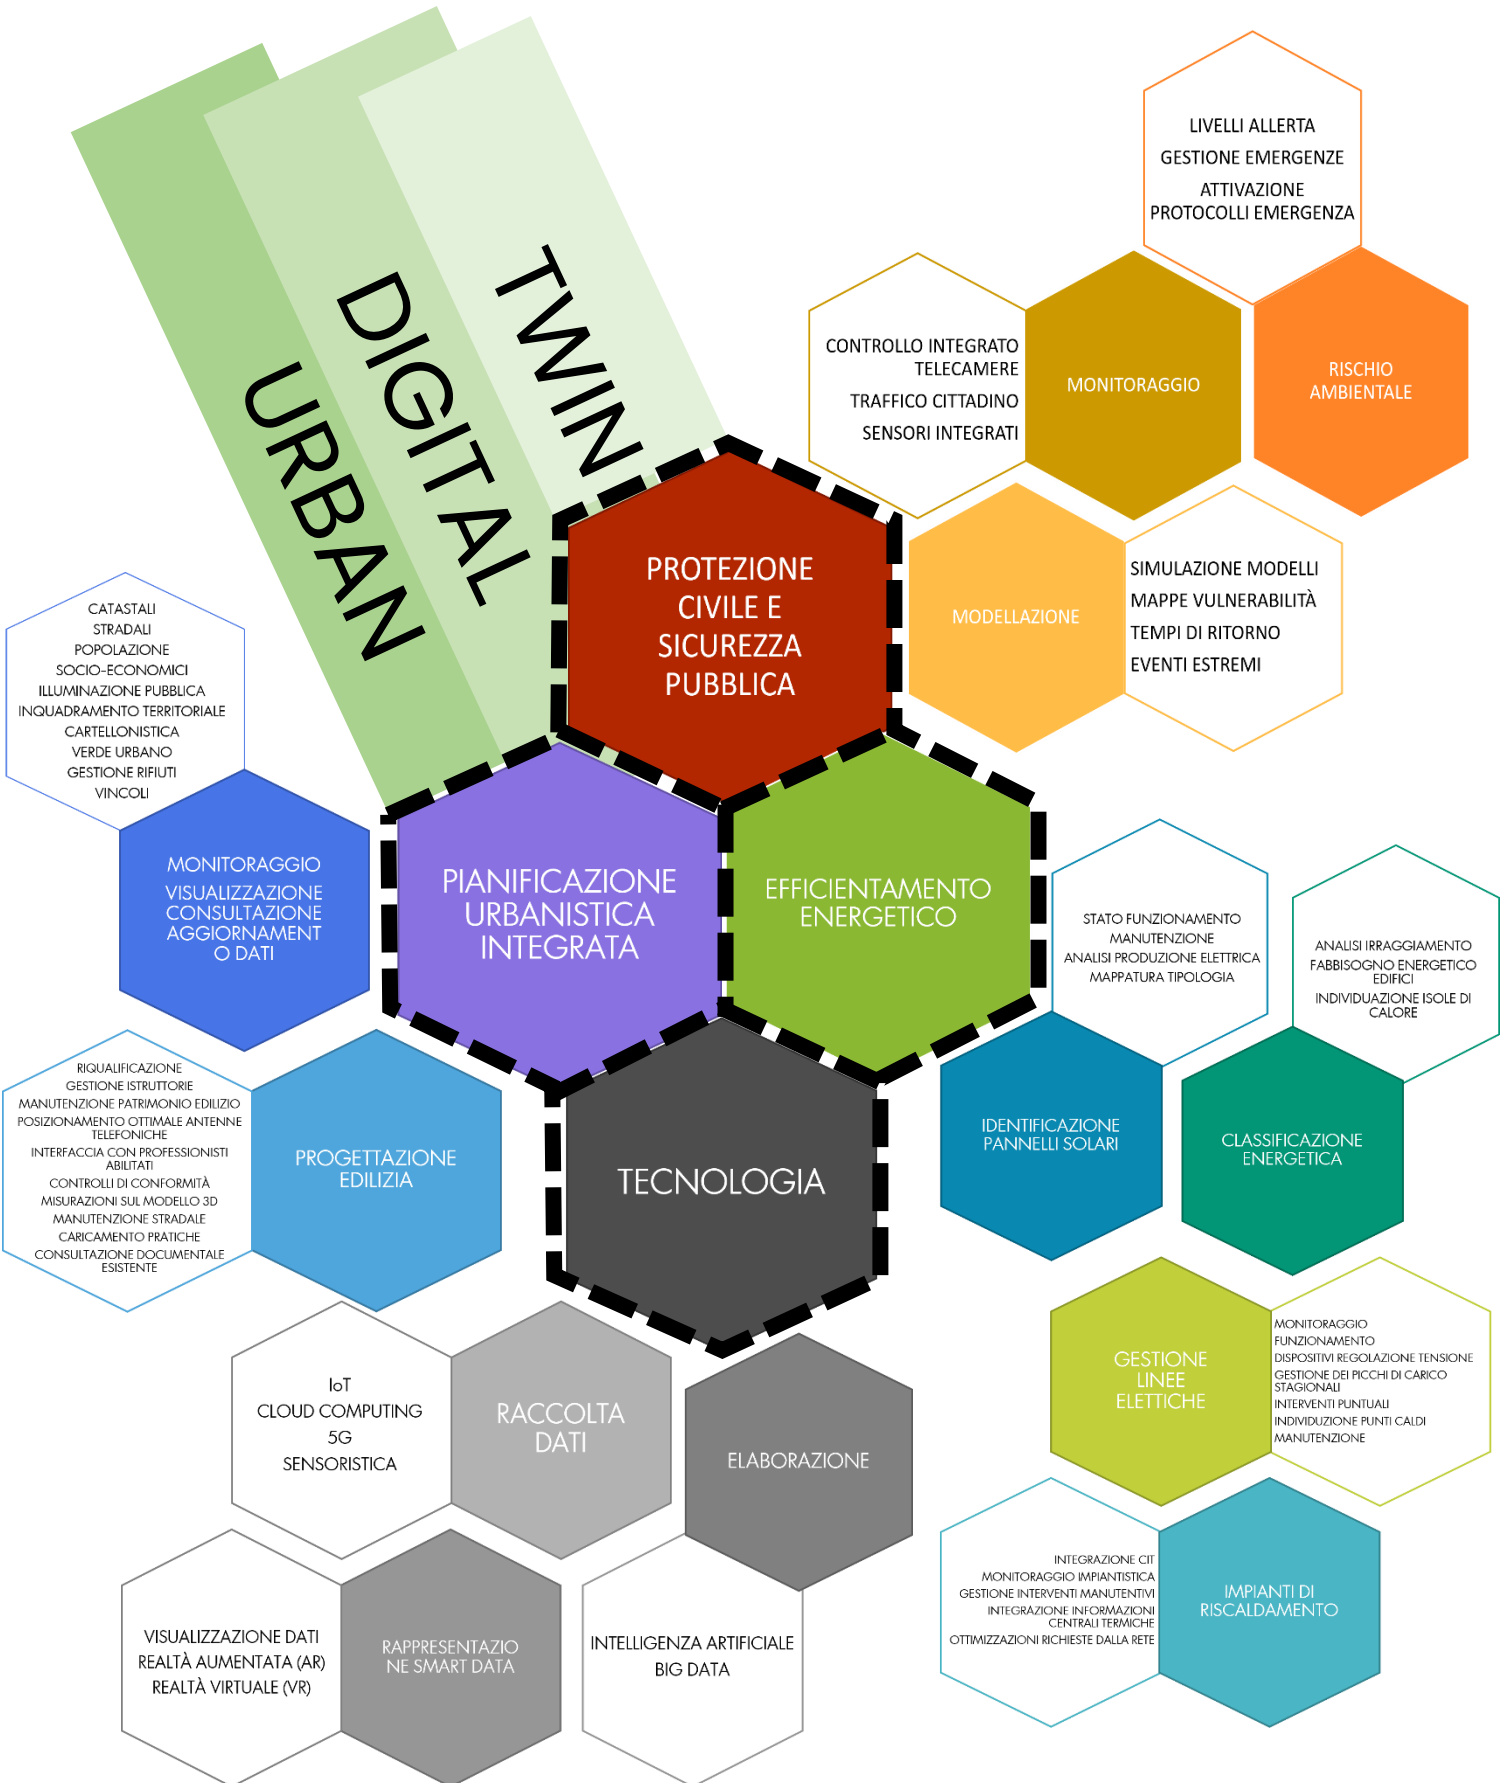 URBAN
DIGITAL
TWIN
LIVELLI ALLERTA
GESTIONE EMERGENZE
ATTIVAZIONE
PROTOCOLLI EMERGENZA
RISCHIO
AMBIENTALE
CONTROLLO INTEGRATO
TELECAMERE
TRAFFICO CITTADINO
SENSORI INTEGRATI
MONITORAGGIO
MODELLAZIONE
SIMULAZIONE MODELLI
MAPPE VULNERABILITÀ
TEMPI DI RITORNO
EVENTI ESTREMI
PROTEZIONE
CIVILE E
SICUREZZA
PUBBLICA
CATASTALI
STRADALI
POPOLAZIONE
SOCIO-ECONOMICI
ILLUMINAZIONE PUBBLICA
INQUADRAMENTO TERRITORIALE
CARTELLONISTICA
VERDE URBANO
GESTIONE RIFIUTI
VINCOLI
MONITORAGGIO
VISUALIZZAZIONE
CONSULTAZIONE
AGGIORNAMENT
O DATI
PIANIFICAZIONE
URBANISTICA
INTEGRATA
EFFICIENTAMENTO
ENERGETICO
STATO FUNZIONAMENTO
MANUTENZIONE
ANALISI PRODUZIONE ELETTRICA
MAPPATURA TIPOLOGIA
ANALISI IRRAGGIAMENTO
FABBISOGNO ENERGETICO
EDIFICI
INDIVIDUAZIONE ISOLE DI
CALORE
IDENTIFICAZIONE
PANNELLI SOLARI
CLASSIFICAZIONE
ENERGETICA
RIQUALIFICAZIONE
GESTIONE ISTRUTTORIE
MANUTENZIONE PATRIMONIO EDILIZIO
POSIZIONAMENTO OTTIMALE ANTENNE
TELEFONICHE
INTERFACCIA CON PROFESSIONISTI
ABILITATI
CONTROLLI DI CONFORMITÀ
MISURAZIONI SUL MODELLO 3D
MANUTENZIONE STRADALE
CARICAMENTO PRATICHE
CONSULTAZIONE DOCUMENTALE
ESISTENTE
PROGETTAZIONE
EDILIZIA
TECNOLOGIA
GESTIONE
LINEE
ELETTICHE
MONITORAGGIO
FUNZIONAMENTO
DISPOSITIVI REGOLAZIONE TENSIONE
GESTIONE DEI PICCHI DI CARICO
STAGIONALI
INTERVENTI PUNTUALI
INDIVIDUZIONE PUNTI CALDI
MANUTENZIONE
IoT
CLOUD COMPUTING
5G
SENSORISTICA
RACCOLTA
DATI
ELABORAZIONE
INTEGRAZIONE CIT
MONITORAGGIO IMPIANTISTICA
GESTIONE INTERVENTI MANUTENTIVI
INTEGRAZIONE INFORMAZIONI
CENTRALI TERMICHE
OTTIMIZZAZIONI RICHIESTE DALLA RETE
IMPIANTI DI
RISCALDAMENTO
VISUALIZZAZIONE DATI
REALTÀ AUMENTATA (AR)
REALTÀ VIRTUALE (VR)
RAPPRESENTAZIO
NE SMART DATA
INTELLIGENZA ARTIFICIALE
BIG DATA